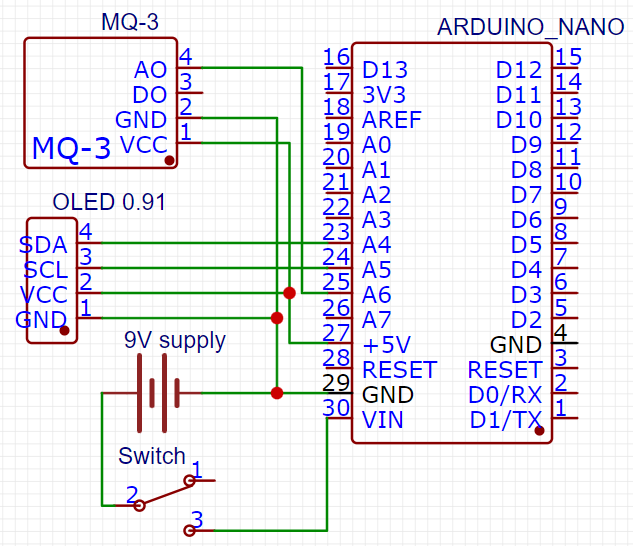 MQ-3
ARDUINO_NANO
AO 4
DO 3
GND 2
VCC 1
MQ-3
OLED 0.91
SDA 4
SCL 3
VCC 2
GND 1
9V supply
Switch
1
2
3
16 D13
17 3V3
18 AREF
19 A0
20 A1
21 A2
22 A3
23 A4
24 A5
25 A6
26 A7
27 +5V
28 RESET
29 GND
30 VIN
D12 15
D11 14
D10 13
D9 12
D8 11
D7 10
D6 9
D5 8
D4 7
D3 6
D2 5
GND 4
RESET 3
D0/RX 2
D1/TX 1